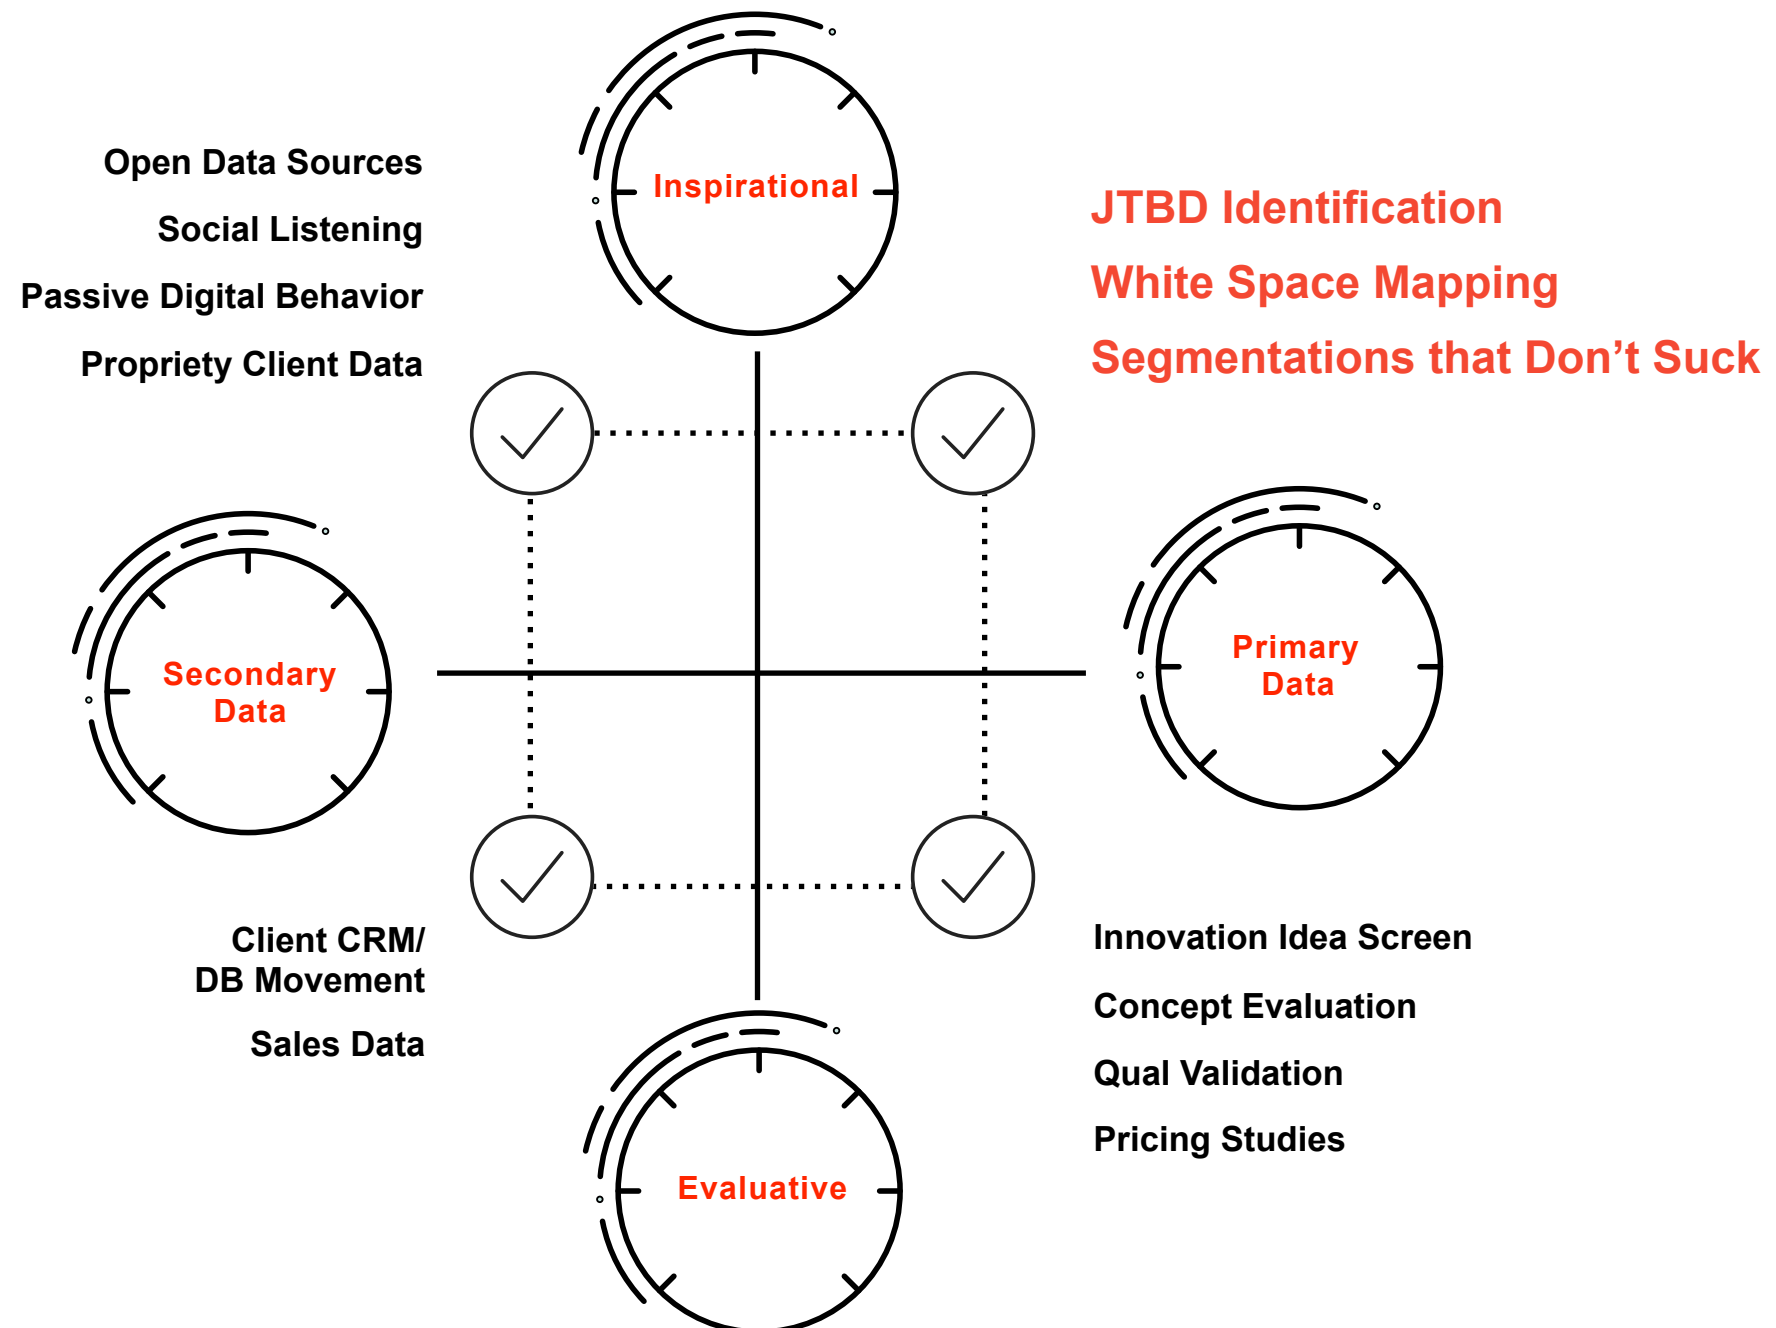 Inspirational
Open Data Sources
Social Listening
Passive Digital Behavior
Propriety Client Data
JTBD Identification
White Space Mapping
Segmentations that Don’t Suck
Secondary
Data
Primary
Data
Client CRM/
DB Movement
Sales Data
Innovation Idea Screen
Concept Evaluation
Qual Validation
Pricing Studies
Evaluative